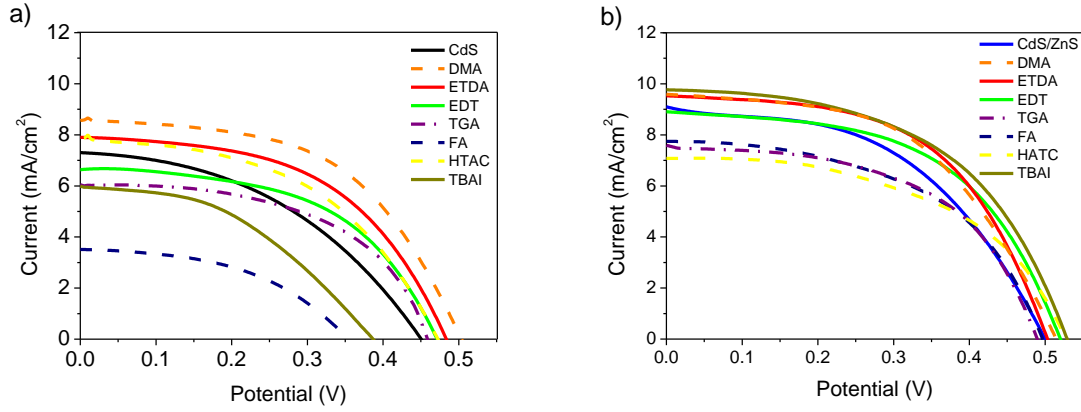 a)
12
10
8
6
4
2
0
0.0 0.1 0.2 0.3 0.4 0.5
Current (mA/cm²)
Potential (V)
CdS
DMA
ETDA
EDT
TGA
FA
HTAC
TBAI
b)
12
10
8
6
4
2
0
0.0 0.1 0.2 0.3 0.4 0.5
Current (mA/cm²)
Potential (V)
CdS/ZnS
DMA
ETDA
EDT
TGA
FA
HATC
TBAI